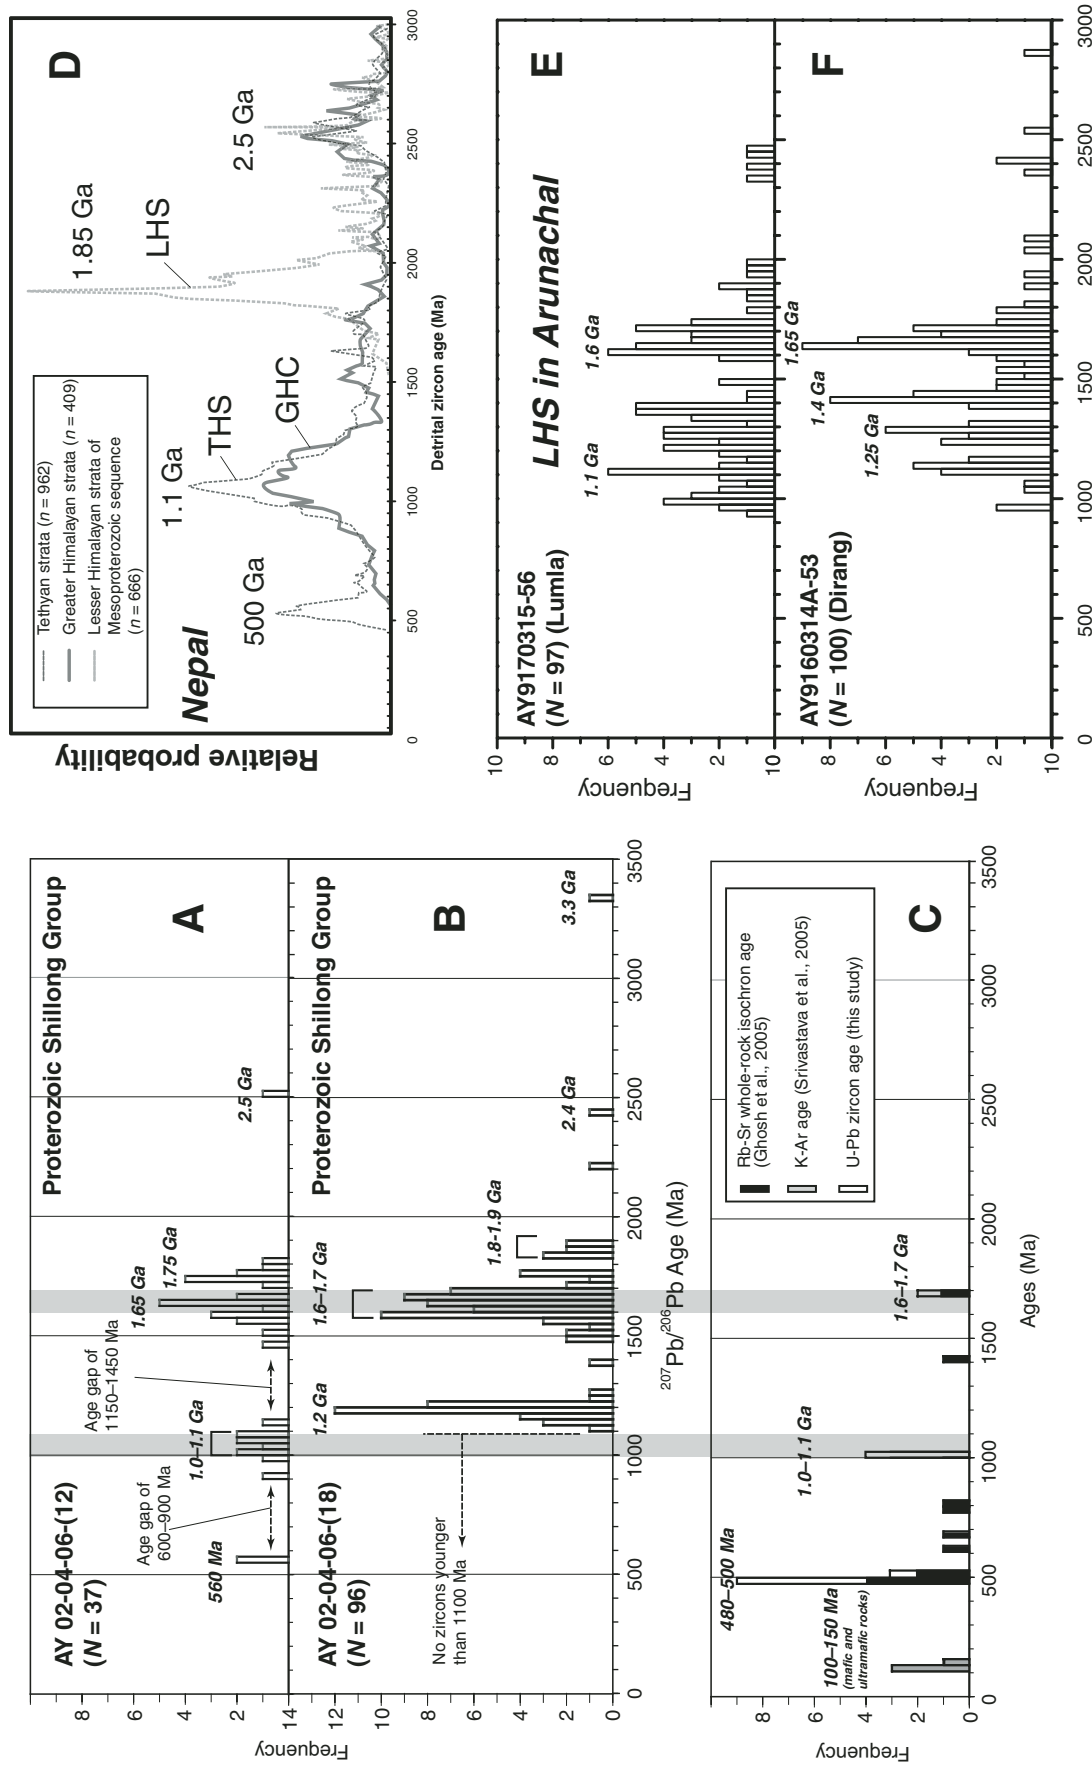 Proterozoic Shillong Group
A
AY 02-04-06-(12)
(N = 37)
Age gap of
600–900 Ma
Age gap of
1150–1450 Ma
560 Ma
1.0–1.1 Ga
1.65 Ga
1.75 Ga
2.5 Ga
8
6
4
2
Frequency
Proterozoic Shillong Group
B
AY 02-04-06-(18)
(N = 96)
No zircons younger
than 1100 Ma
1.2 Ga
1.6–1.7 Ga
1.8-1.9 Ga
2.4 Ga
3.3 Ga
14
12
10
8
6
4
2
0
0 500 1000 1500 2000 2500 3000 3500
207Pb/206Pb Age (Ma)
C
Rb-Sr whole-rock isochron age
(Ghosh et al., 2005)
K-Ar age (Srivastava et al., 2005)
U-Pb zircon age (this study)
480–500 Ma
100–150 Ma
(mafic and
ultramafic rocks)
1.0–1.1 Ga
1.6–1.7 Ga
Frequency
8
6
4
2
0
0 500 1000 1500 2000 2500 3000 3500
Ages (Ma)
D
Tethyan strata (n = 962)
Greater Himalayan strata (n = 409)
Lesser Himalayan strata of
Mesoproterozoic sequence
(n = 666)
Nepal
Relative probability
500 Ga
1.1 Ga
THS
GHC
1.85 Ga
LHS
2.5 Ga
0 500 1000 1500 2000 2500 3000
Detrital zircon age (Ma)
E
LHS in Arunachal
AY9170315-56
(N = 97) (Lumla)
1.1 Ga
1.6 Ga
Frequency
10
8
6
4
2
10
F
AY9160314A-53
(N = 100) (Dirang)
1.25 Ga
1.4 Ga
1.65 Ga
Frequency
8
6
4
2
10
0 500 1000 1500 2000 2500 3000